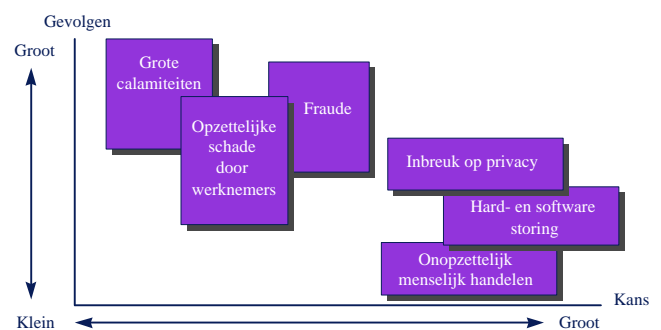 Gevolgen
Groot
Grote
calamiteiten
Opzettelijke
schade
door
werknemers
Fraude
Inbreuk op privacy
Hard- en software
storing
Onopzettelijk
menselijk handelen
Kans
Klein
Groot